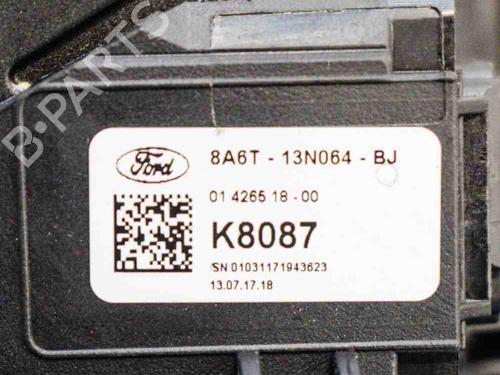 B-PARTS
Ford
8A6T - 13N064 - BJ
01 4265 18 - 00
K8087
/SN 01031171943623
13.07.17.18